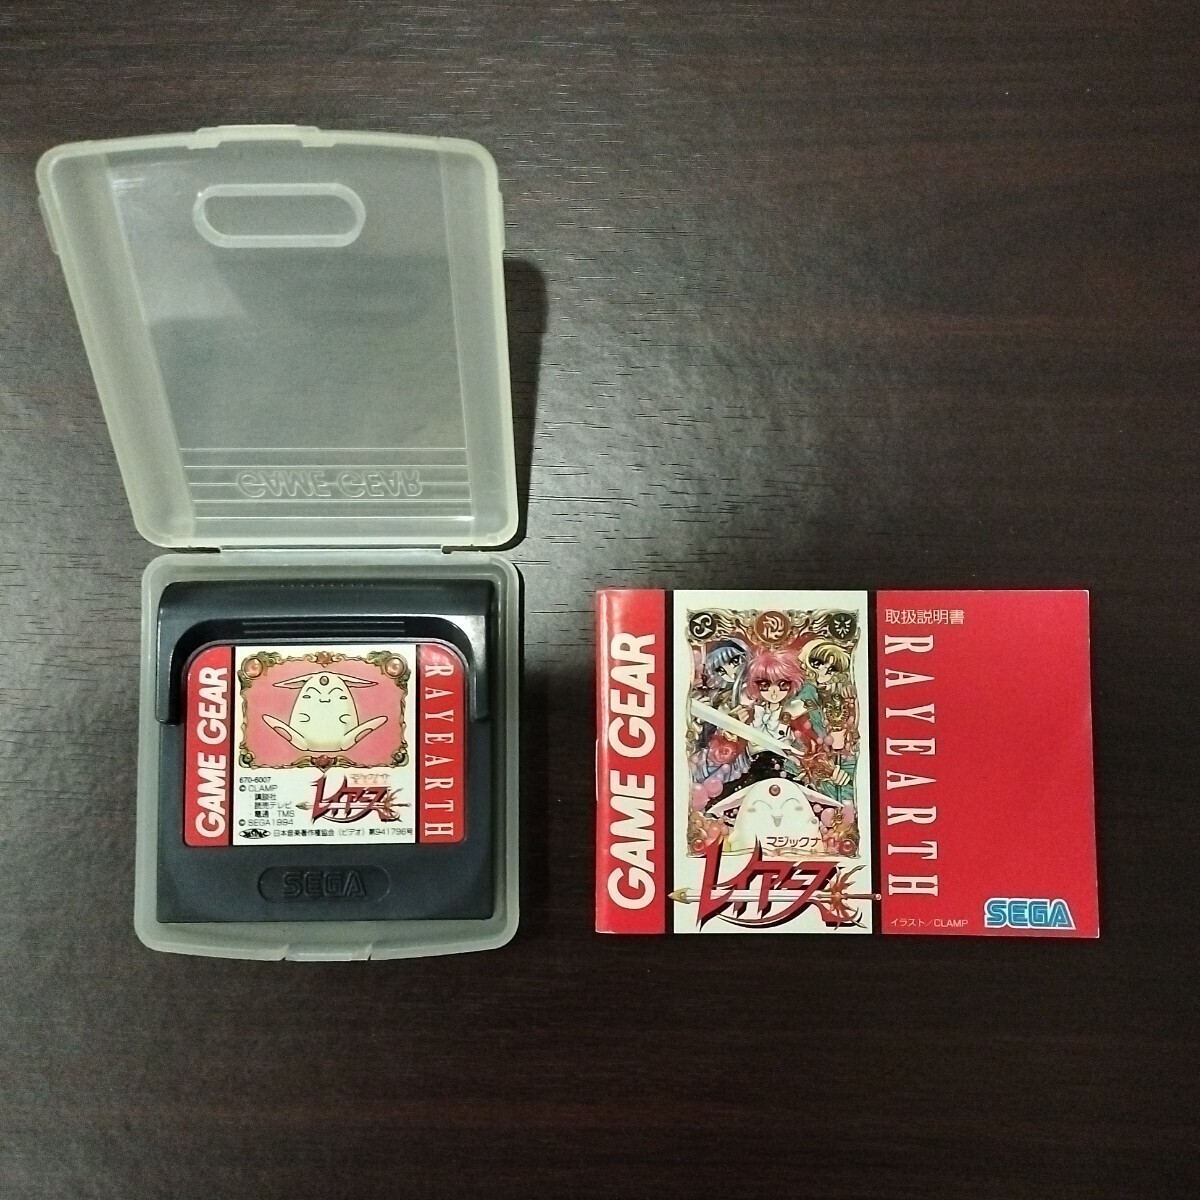 GAME GEAR
GAME GEAR
RAYEARTH
マジックナイト
レイアース
670-6007
© CLAMP
・講談社
・読売テレビ
・電通・TMS
© SEGA1994
日本音楽著作権協会（ビデオ）第941796号
SEGA
GAME GEAR
取扱説明書
RAYEARTH
マジックナイト
レイアース
イラスト／CLAMP
SEGA